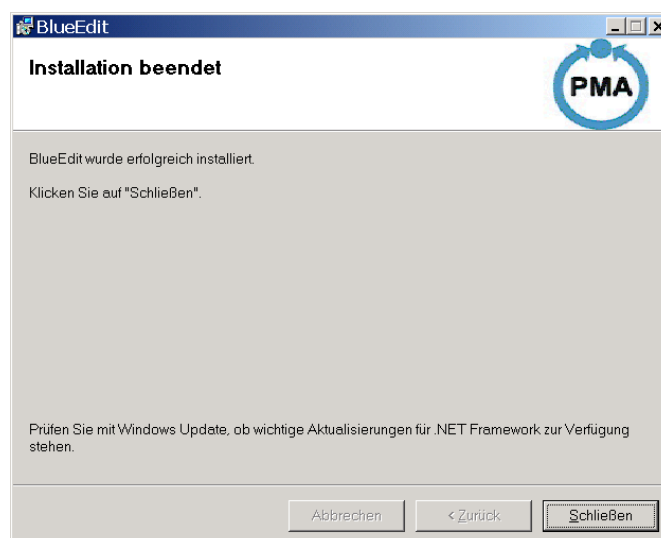 BlueEdit
Installation beendet
PMA
BlueEdit wurde erfolgreich installiert.
Klicken Sie auf "Schließen".
Prüfen Sie mit Windows Update, ob wichtige Aktualisierungen für .NET Framework zur Verfügung
stehen.
Abbrechen < Zurück Schließen